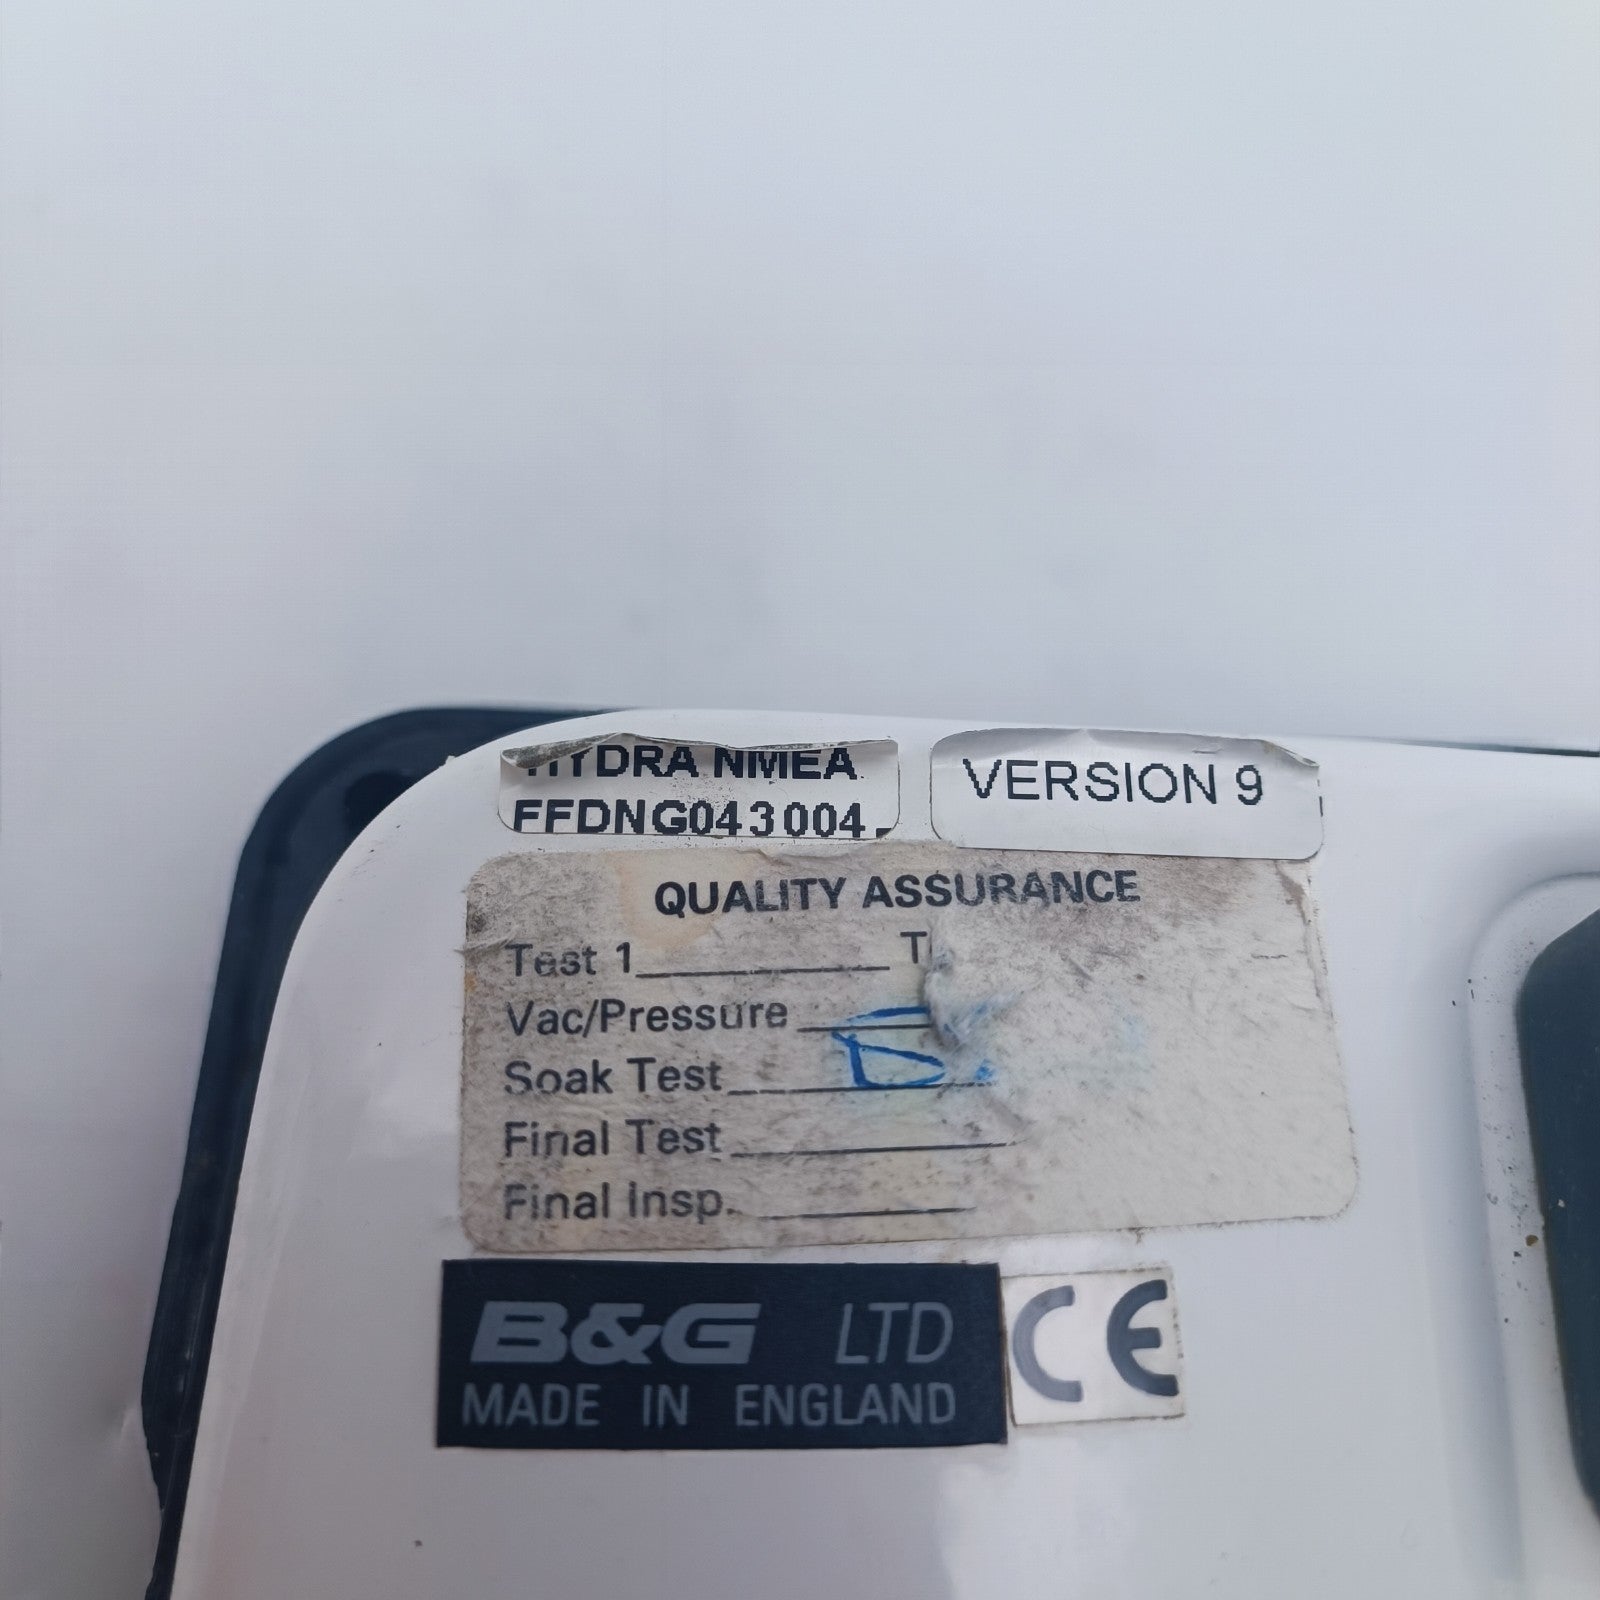 HYDRA NMEA
FFDNG043004
VERSION 9
QUALITY ASSURANCE
Test 1
Vac/Pressure
Soak Test
Final Test
Final Insp.
B&G LTD
MADE IN ENGLAND
CE